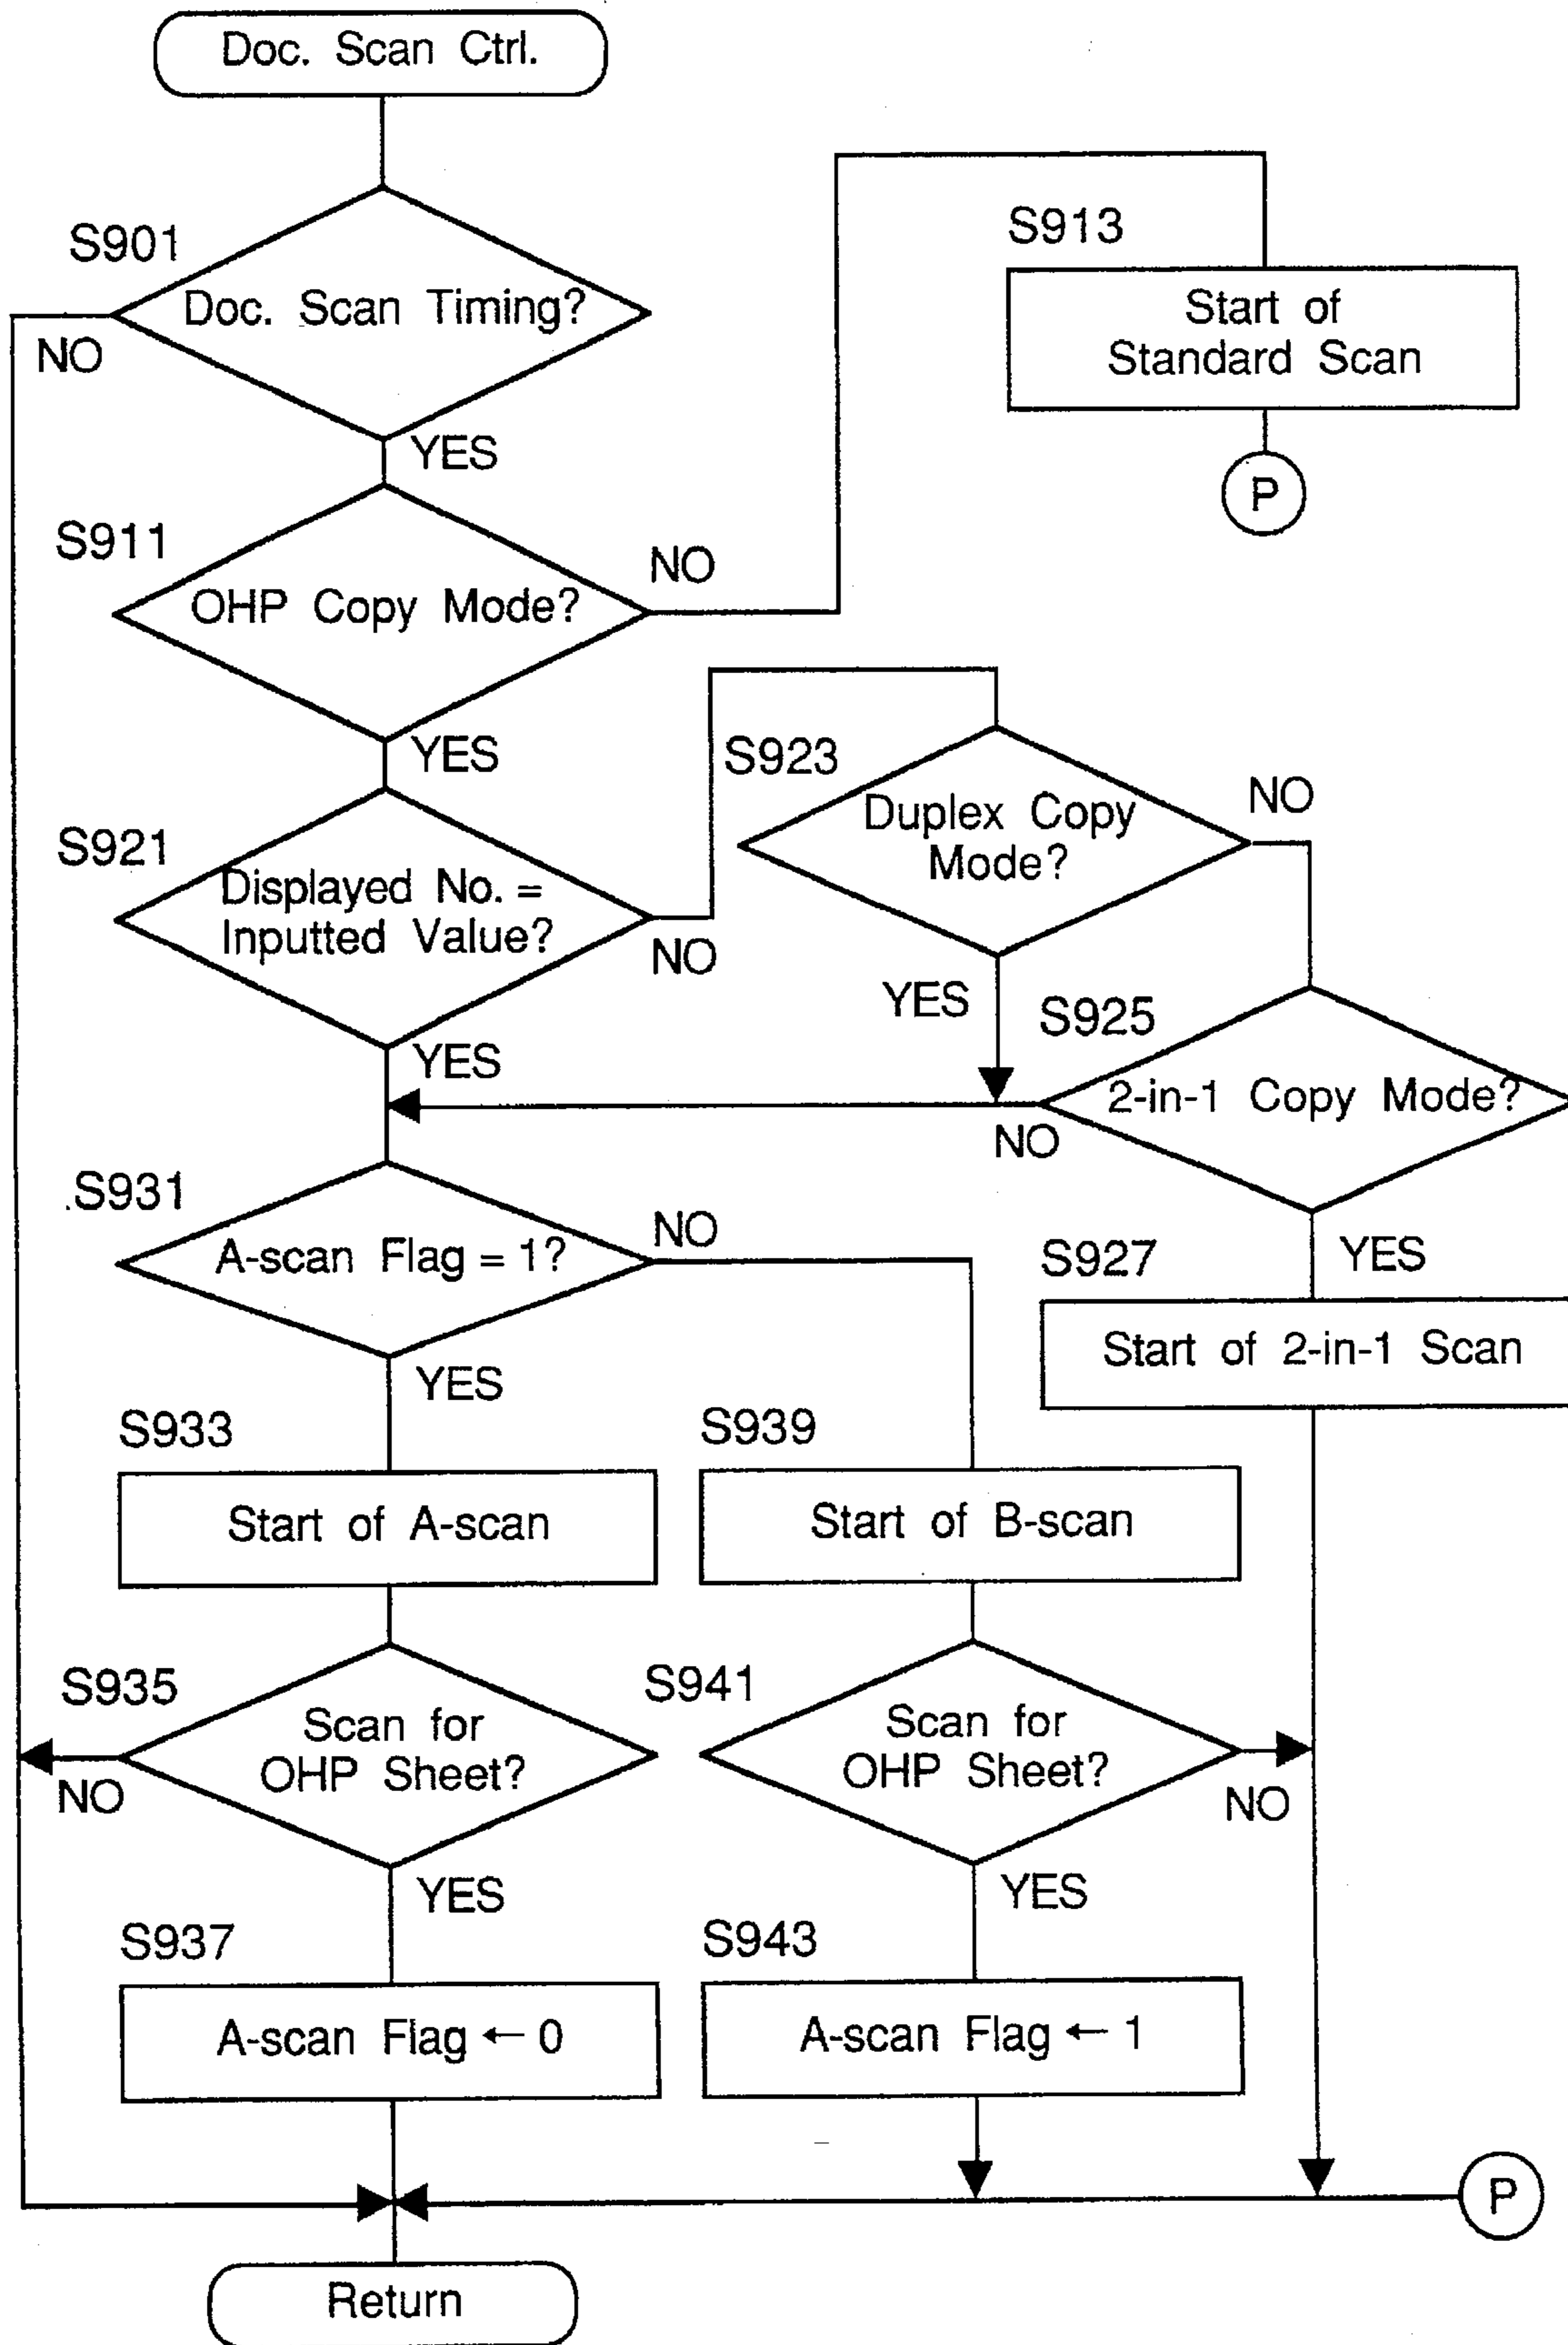 Doc. Scan Ctrl.
S901
Doc. Scan Timing?
NO
YES
S913
Start of
Standard Scan
P
S911
OHP Copy Mode?
NO
YES
S921
Displayed No. =
Inputted Value?
NO
YES
S923
Duplex Copy
Mode?
NO
YES
S925
2-in-1 Copy Mode?
NO
YES
S927
Start of 2-in-1 Scan
S931
A-scan Flag = 1?
NO
YES
S933
Start of A-scan
S939
Start of B-scan
S935
Scan for
OHP Sheet?
NO
YES
S941
Scan for
OHP Sheet?
NO
YES
S937
A-scan Flag ← 0
S943
A-scan Flag ← 1
P
Return